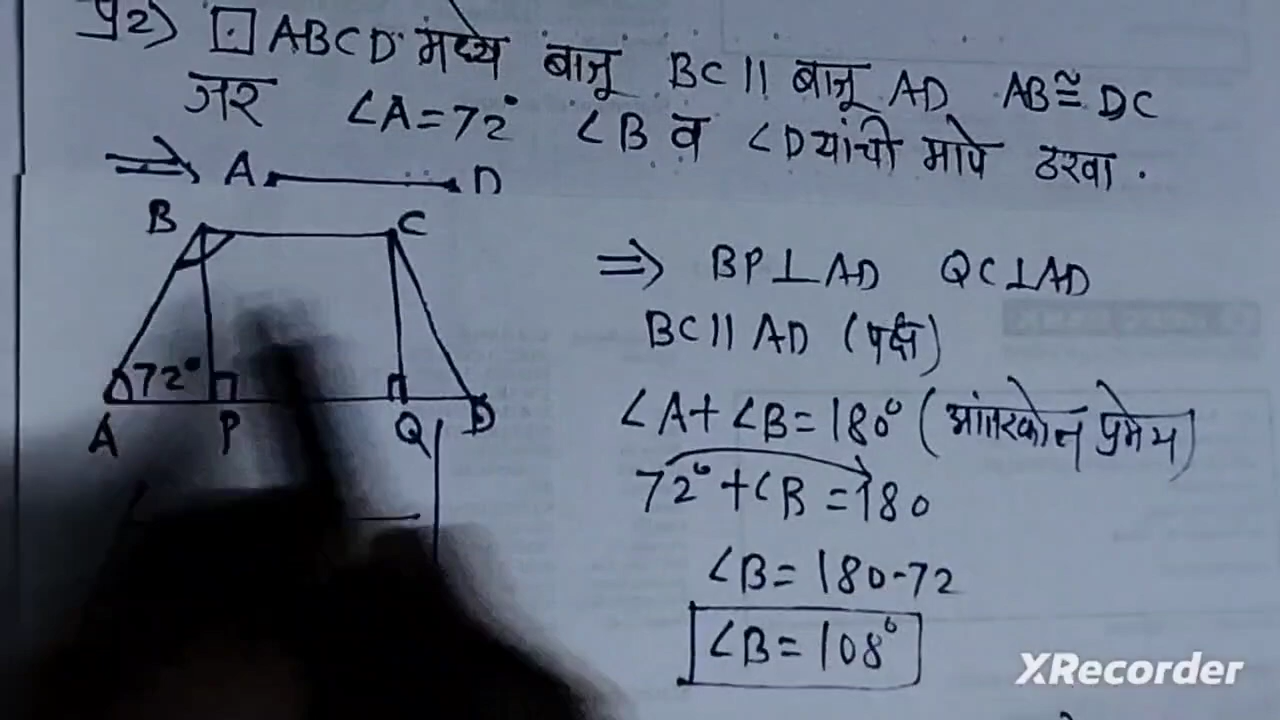 प्र2) □ ABCD मध्ये बाजू BC || बाजू AD AB ≅ DC
जर ∠A=72° ∠B व ∠D यांची मापे ठरवा.
⇒ A D
B C
72°
A P Q D
⇒ BP⊥AD QC⊥AD
BC || AD (पक्ष)
∠A+∠B=180° (आंतरकोन प्रमेय)
72°+∠B=180
∠B=180-72
∠B=108°
XRecorder